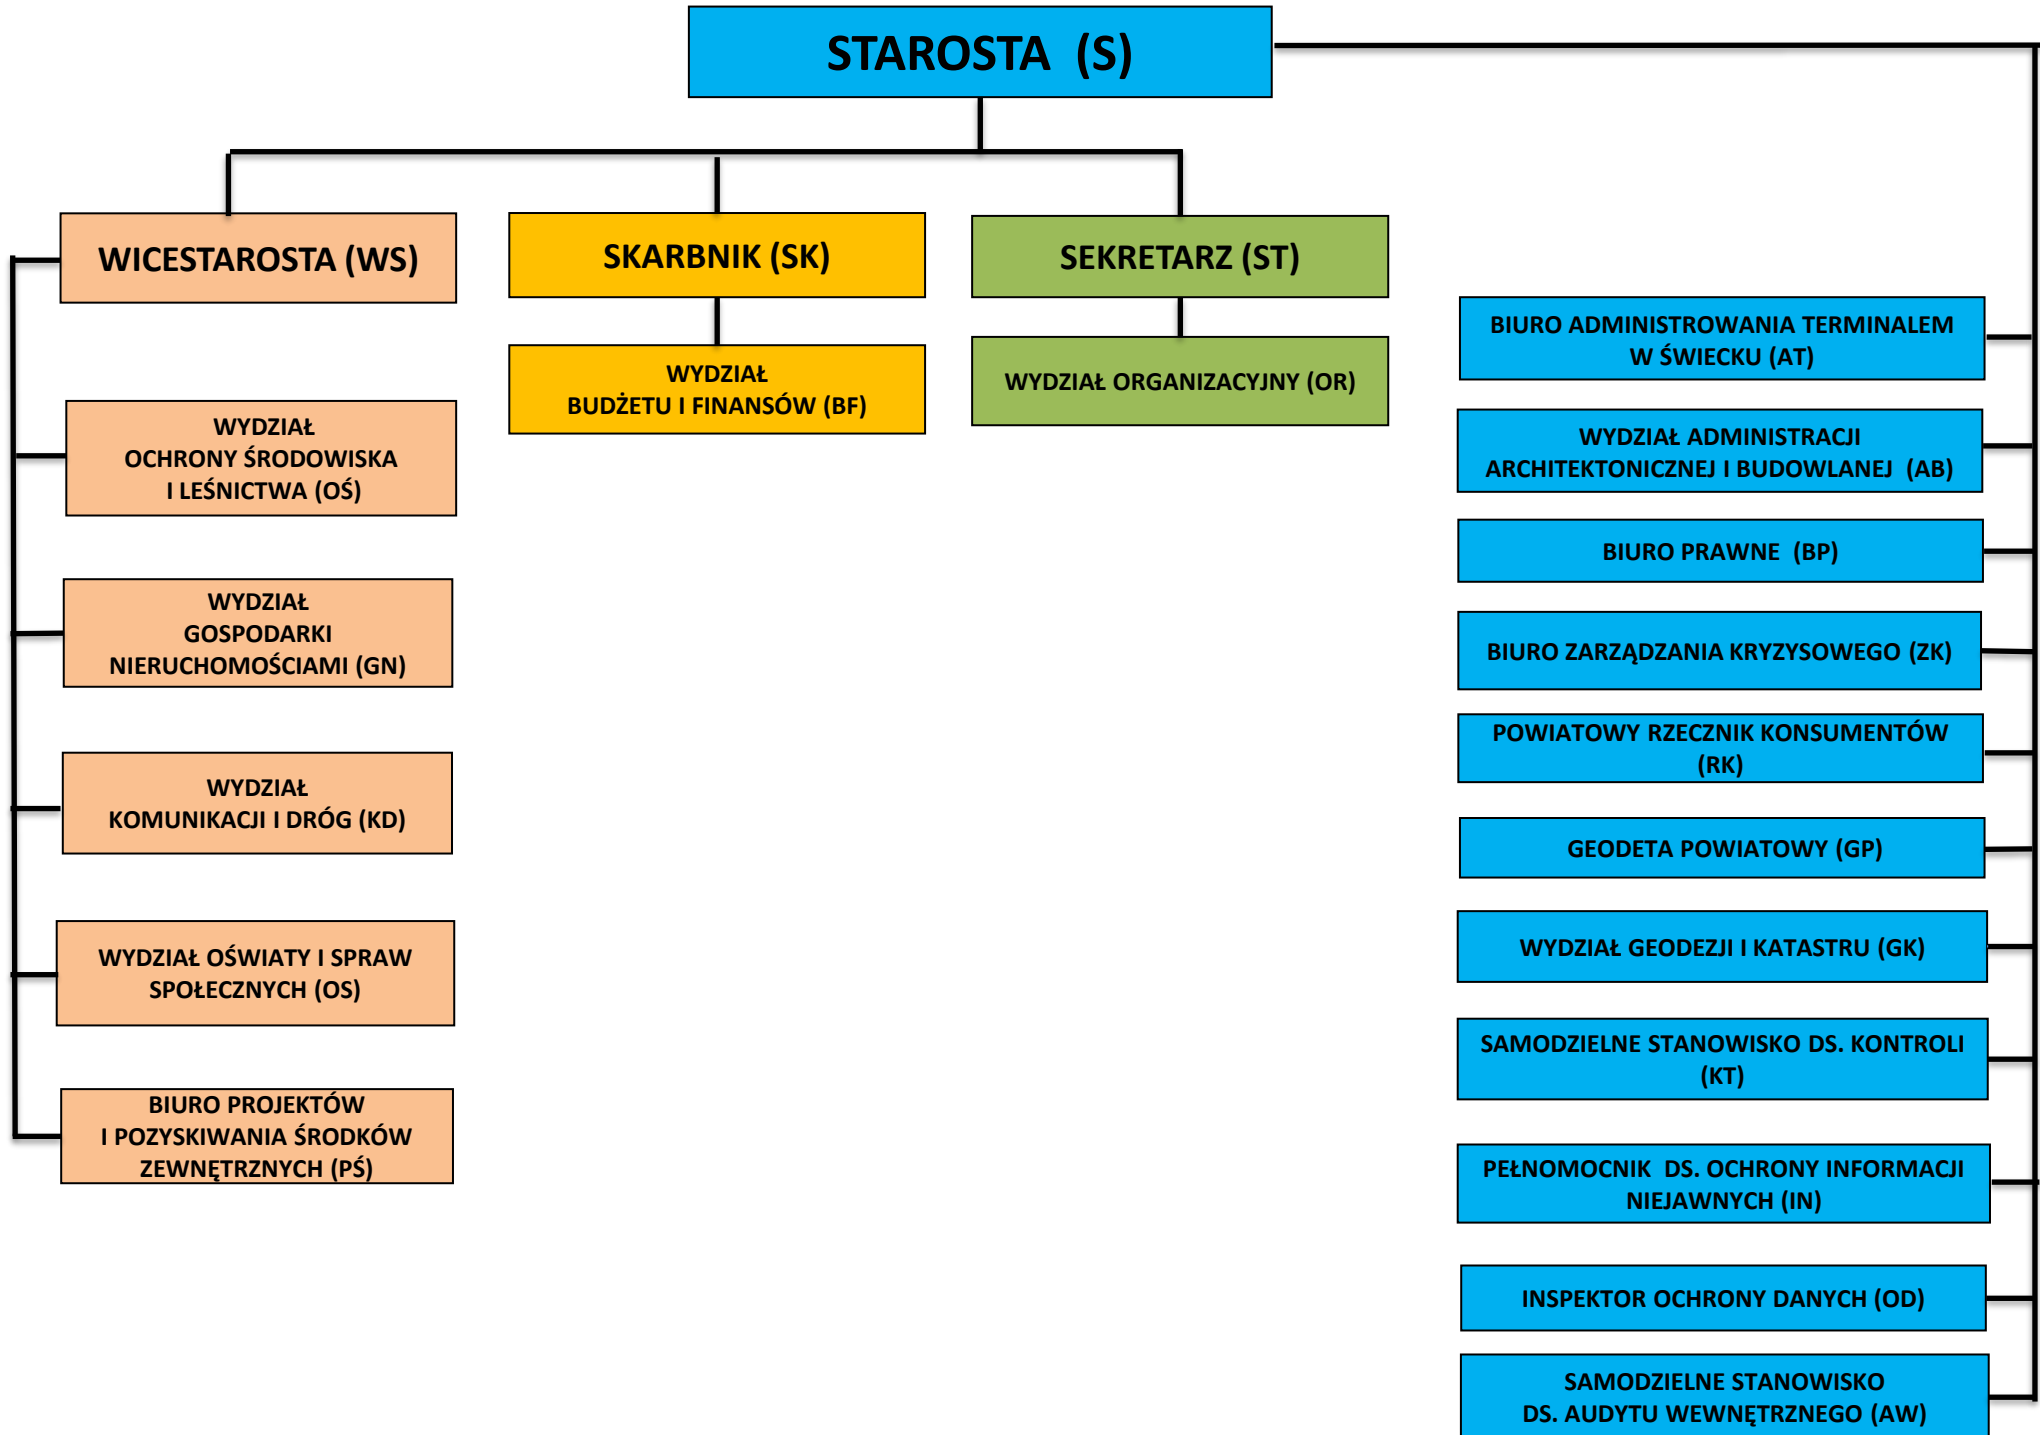 STAROSTA (S)
WICESTAROSTA (WS)
SKARBNIK (SK)
SEKRETARZ (ST)
WYDZIAŁ
OCHRONY ŚRODOWISKA
I LEŚNICTWA (OŚ)
WYDZIAŁ
GOSPODARKI
NIERUCHOMOŚCIAMI (GN)
WYDZIAŁ
KOMUNIKACJI I DRÓG (KD)
WYDZIAŁ OŚWIATY I SPRAW
SPOŁECZNYCH (OS)
BIURO PROJEKTÓW
I POZYSKIWANIA ŚRODKÓW
ZEWNĘTRZNYCH (PŚ)
WYDZIAŁ
BUDŻETU I FINANSÓW (BF)
WYDZIAŁ ORGANIZACYJNY (OR)
BIURO ADMINISTROWANIA TERMINALEM
W ŚWIECKU (AT)
WYDZIAŁ ADMINISTRACJI
ARCHITEKTONICZNEJ I BUDOWLANEJ (AB)
BIURO PRAWNE (BP)
BIURO ZARZĄDZANIA KRYZYSOWEGO (ZK)
POWIATOWY RZECZNIK KONSUMENTÓW
(RK)
GEODETA POWIATOWY (GP)
WYDZIAŁ GEODEZJI I KATASTRU (GK)
SAMODZIELNE STANOWISKO DS. KONTROLI
(KT)
PEŁNOMOCNIK DS. OCHRONY INFORMACJI
NIEJAWNYCH (IN)
INSPEKTOR OCHRONY DANYCH (OD)
SAMODZIELNE STANOWISKO
DS. AUDYTU WEWNĘTRZNEGO (AW)